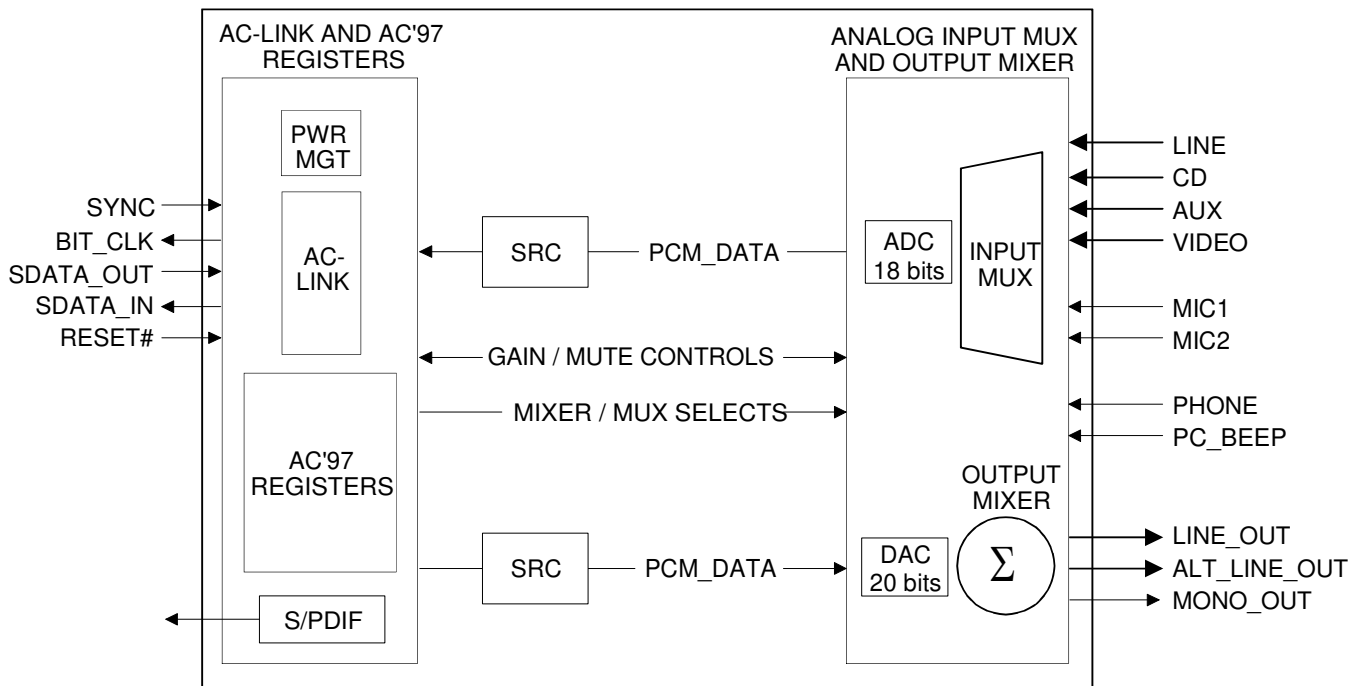 AC-LINK AND AC'97
REGISTERS
ANALOG INPUT MUX
AND OUTPUT MIXER
PWR
MGT
AC-
LINK
AC'97
REGISTERS
S/PDIF
SYNC
BIT_CLK
SDATA_OUT
SDATA_IN
RESET#
SRC
PCM_DATA
GAIN / MUTE CONTROLS
MIXER / MUX SELECTS
SRC
PCM_DATA
ADC
18 bits
INPUT
MUX
OUTPUT
MIXER
DAC
20 bits
Σ
LINE
CD
AUX
VIDEO
MIC1
MIC2
PHONE
PC_BEEP
LINE_OUT
ALT_LINE_OUT
MONO_OUT